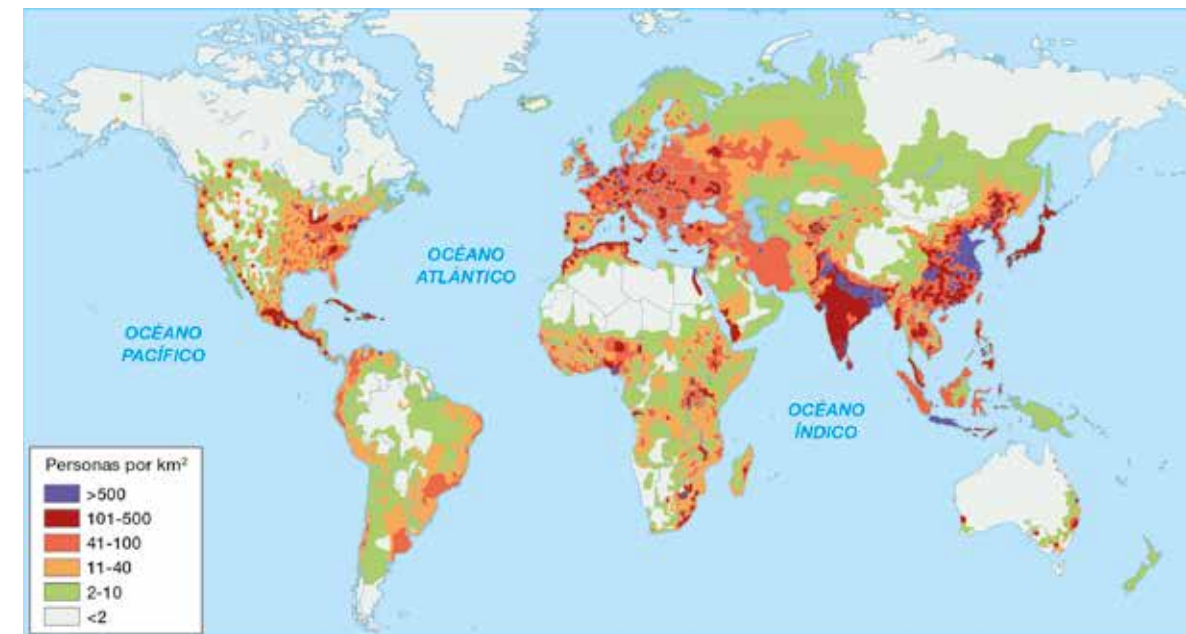 OCÉANO
ATLÁNTICO
OCÉANO
PACÍFICO
OCÉANO
ÍNDICO
Personas por km²
>500
101-500
41-100
11-40
2-10
<2